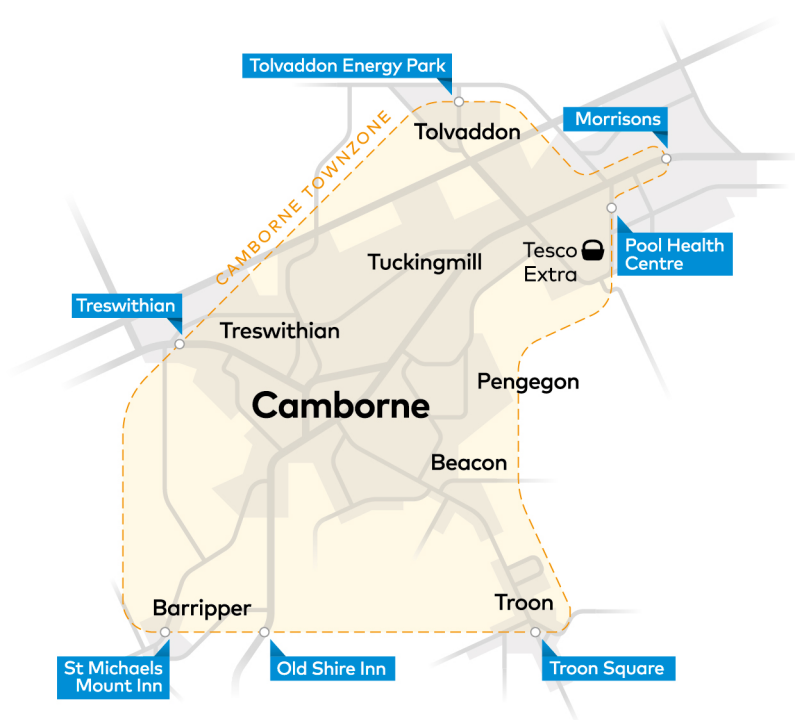 Tolvaddon Energy Park
Morrisons
Tolvaddon
CAMBORNE TOWNZONE
Pool Health
Centre
Tesco
Extra
Tuckingmill
Treswithian
Treswithian
Pengegon
Camborne
Beacon
Barripper
Troon
St Michaels
Mount Inn
Old Shire Inn
Troon Square